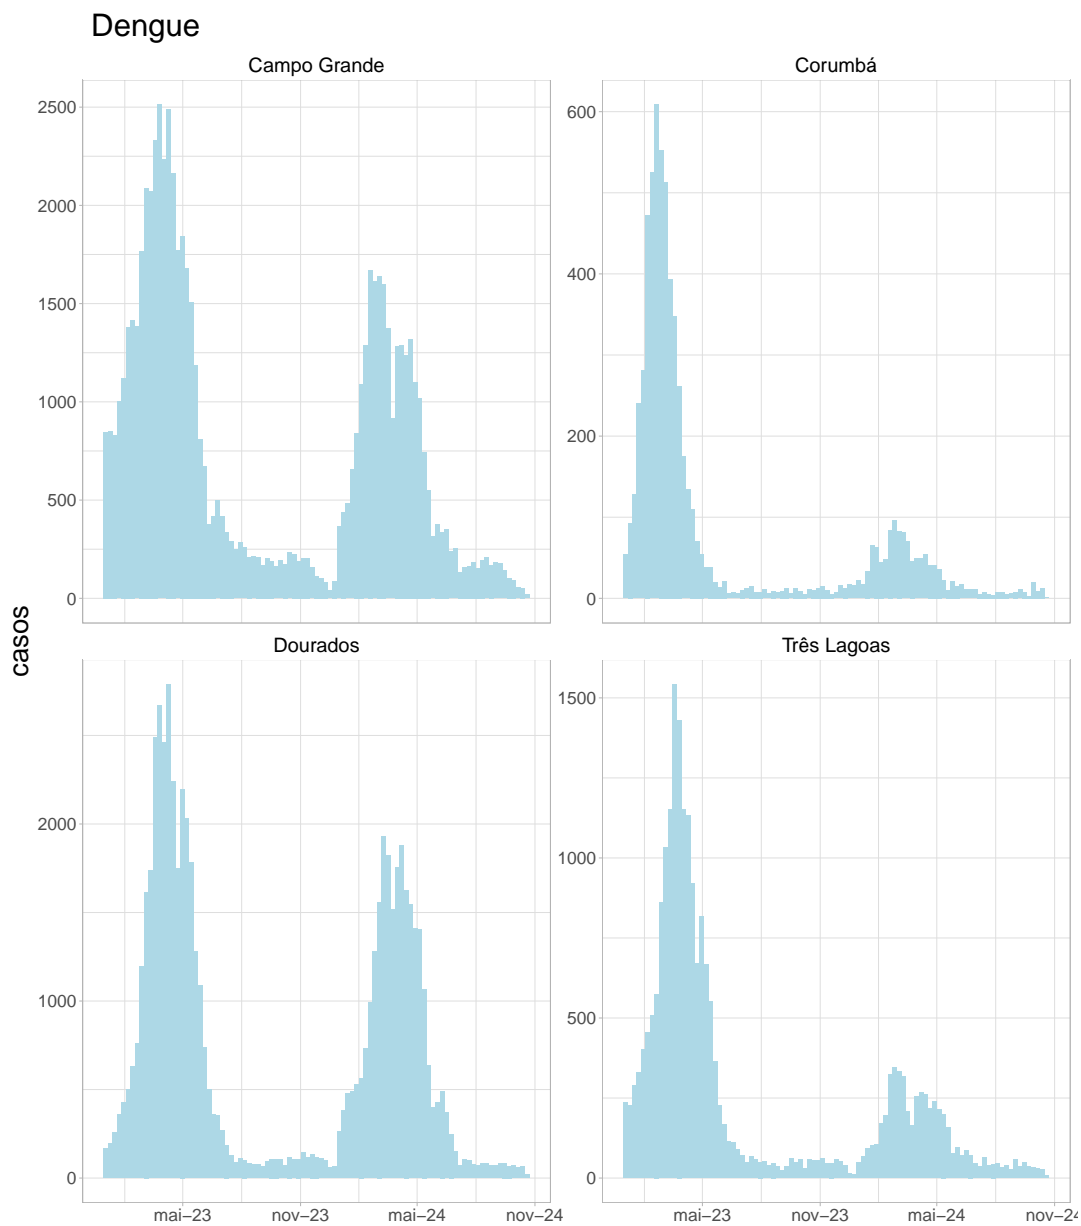 Dengue
Campo Grande
Corumbá
2500
2000
1500
1000
500
0
600
400
200
0
casos
Dourados
Três Lagoas
2000
1000
0
1500
1000
500
0
mai–23
nov–23
mai–24
nov–24
mai–23
nov–23
mai–24
nov–24